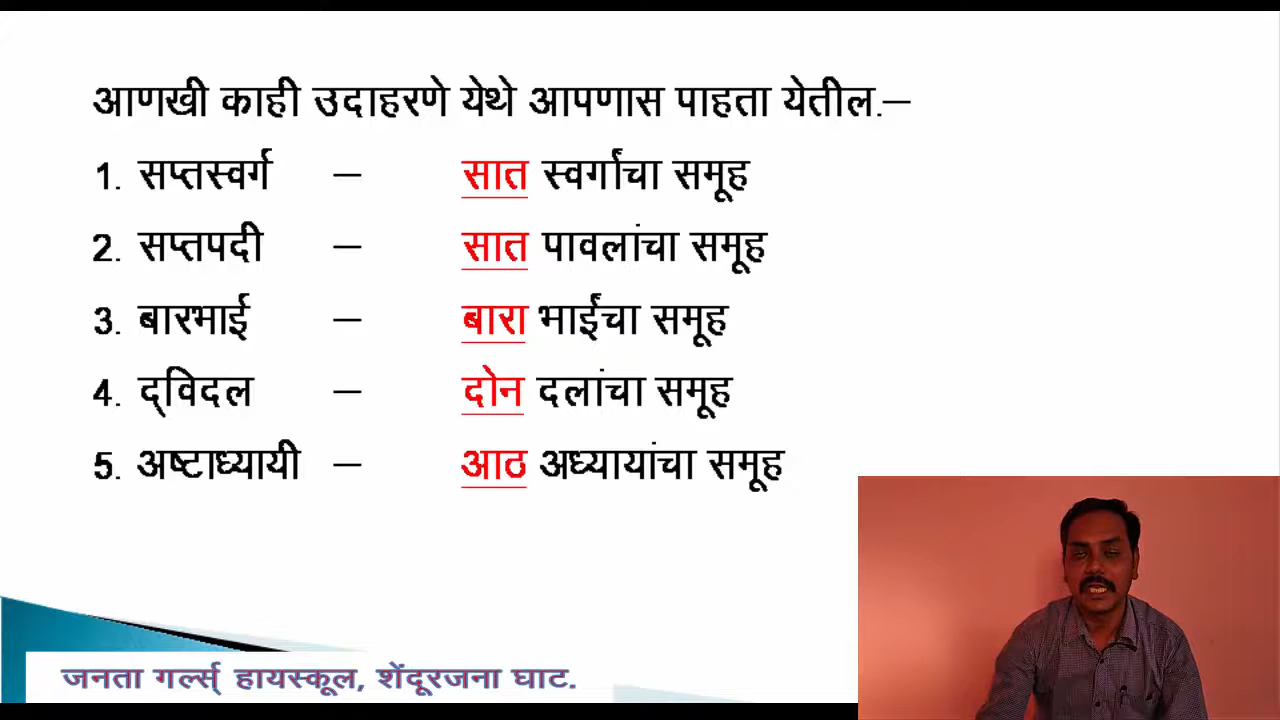 आणखी काही उदाहरणे येथे आपणास पाहता येतील.–
1. सप्तस्वर्ग – सात स्वर्गांचा समूह
2. सप्तपदी – सात पावलांचा समूह
3. बारभाई – बारा भाईंचा समूह
4. द्विदल – दोन दलांचा समूह
5. अष्टाध्यायी – आठ अध्यायांचा समूह
जनता गर्ल्स् हायस्कूल, शेंदूरजना घाट.